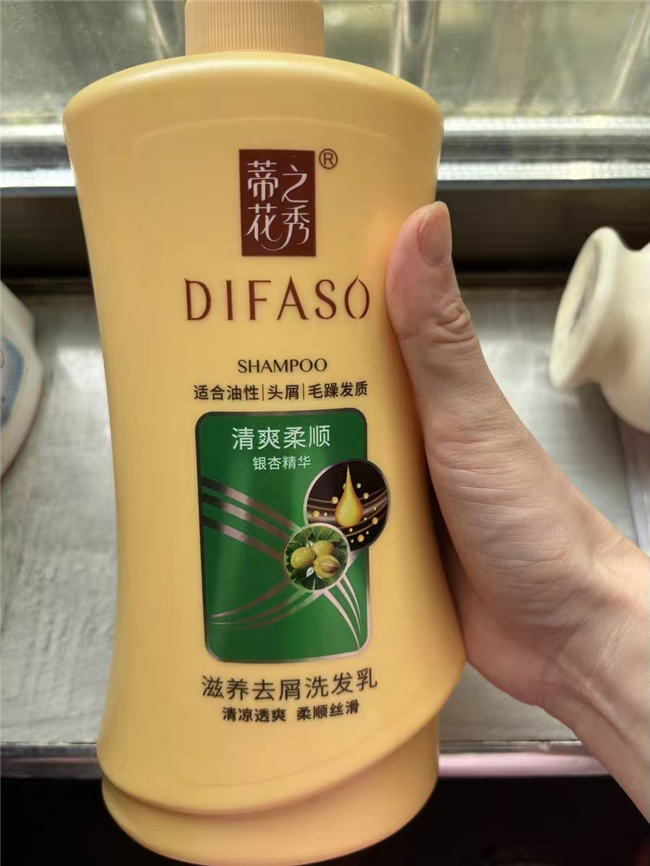 蒂花之秀®
DIFASO
SHAMPOO
适合油性|头屑|毛躁发质
清爽柔顺
银杏精华
滋养去屑洗发乳
清凉透爽 柔顺丝滑